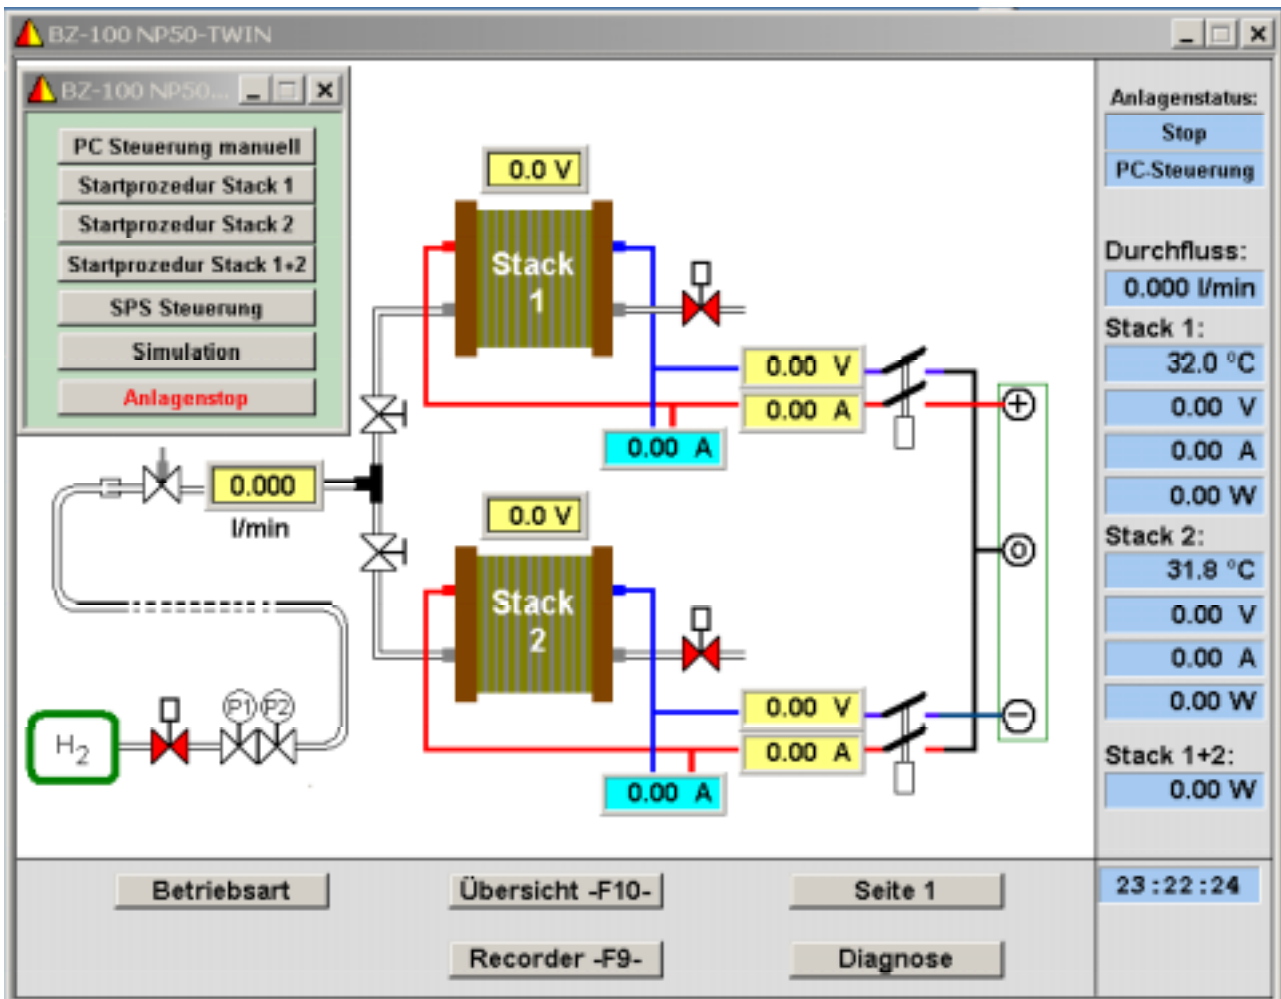 BZ-100 NP50-TWIN
BZ-100 NP50...
PC Steuerung manuell
Startprozedur Stack 1
Startprozedur Stack 2
Startprozedur Stack 1+2
SPS Steuerung
Simulation
Anlagenstop
0.0 V
Stack
1
0.00 V
0.00 A
0.00 A
+
0.000
l/min
0.0 V
Stack
2
0.00 V
0.00 A
0.00 A
O
−
H2
P1
P2
Anlagenstatus:
Stop
PC-Steuerung
Durchfluss:
0.000 l/min
Stack 1:
32.0 °C
0.00 V
0.00 A
0.00 W
Stack 2:
31.8 °C
0.00 V
0.00 A
0.00 W
Stack 1+2:
0.00 W
Betriebsart
Übersicht -F10-
Seite 1
23:22:24
Recorder -F9-
Diagnose